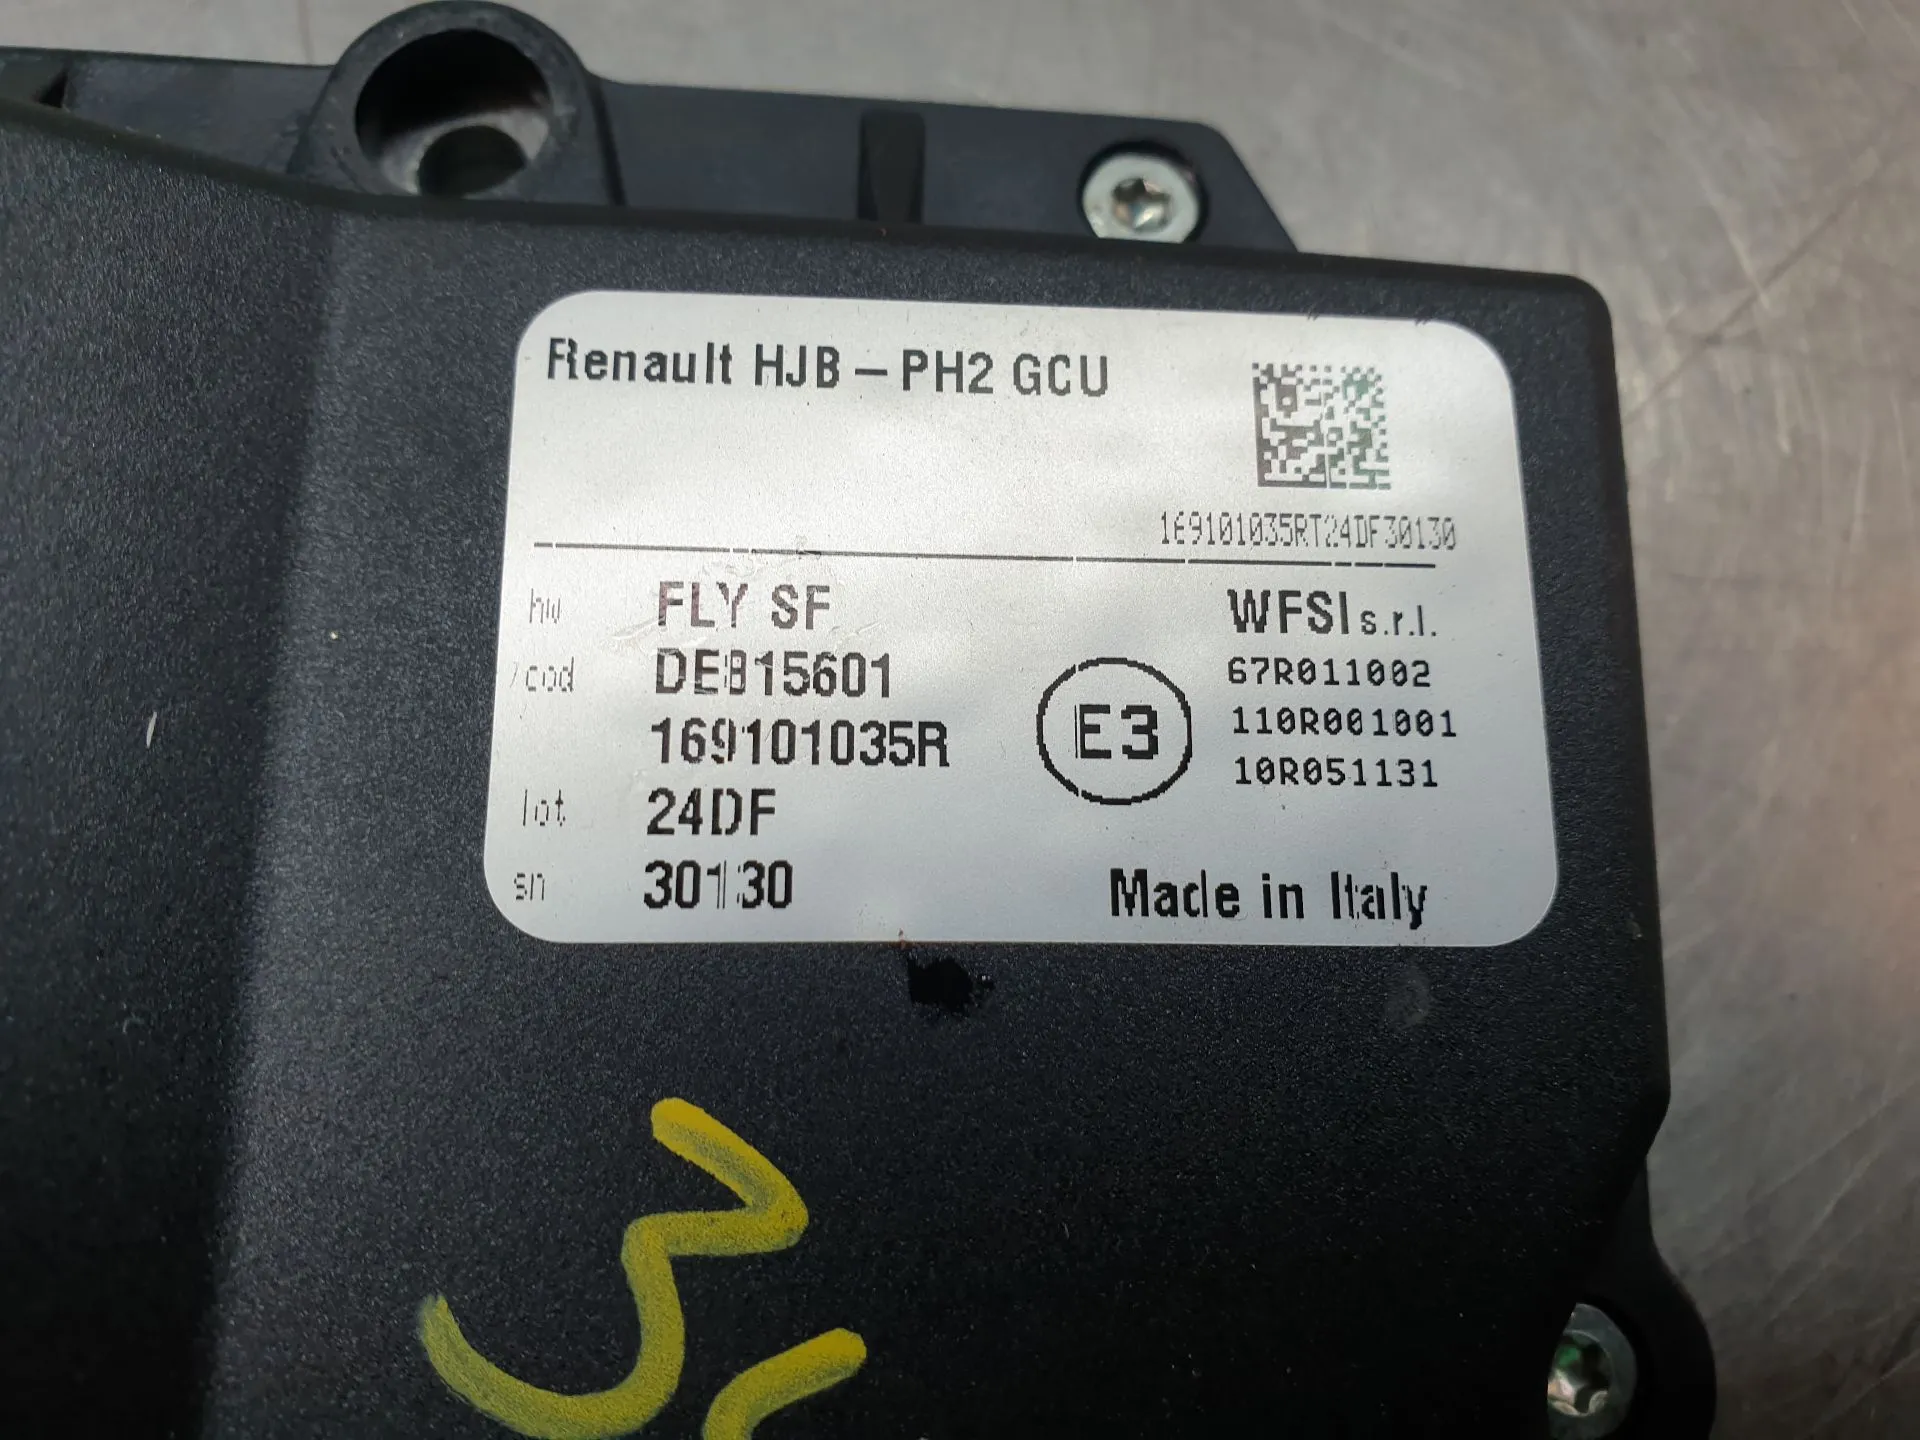 Renault HJB – PH2 GCU
169101035RT24DF30130
hw FLY SF
/cod DE815601
169101035R
lot 24DF
sn 30130
WFSI s.r.l.
E3
67R011002
110R001001
10R051131
Made in Italy